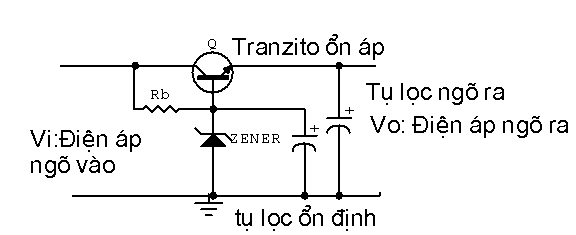 Q
Tranzito ổn áp
Rb
Tụ lọc ngõ ra
Vi:Điện áp
ngõ vào
ZENER
+
+
Vo: Điện áp ngõ ra
tụ lọc ổn định